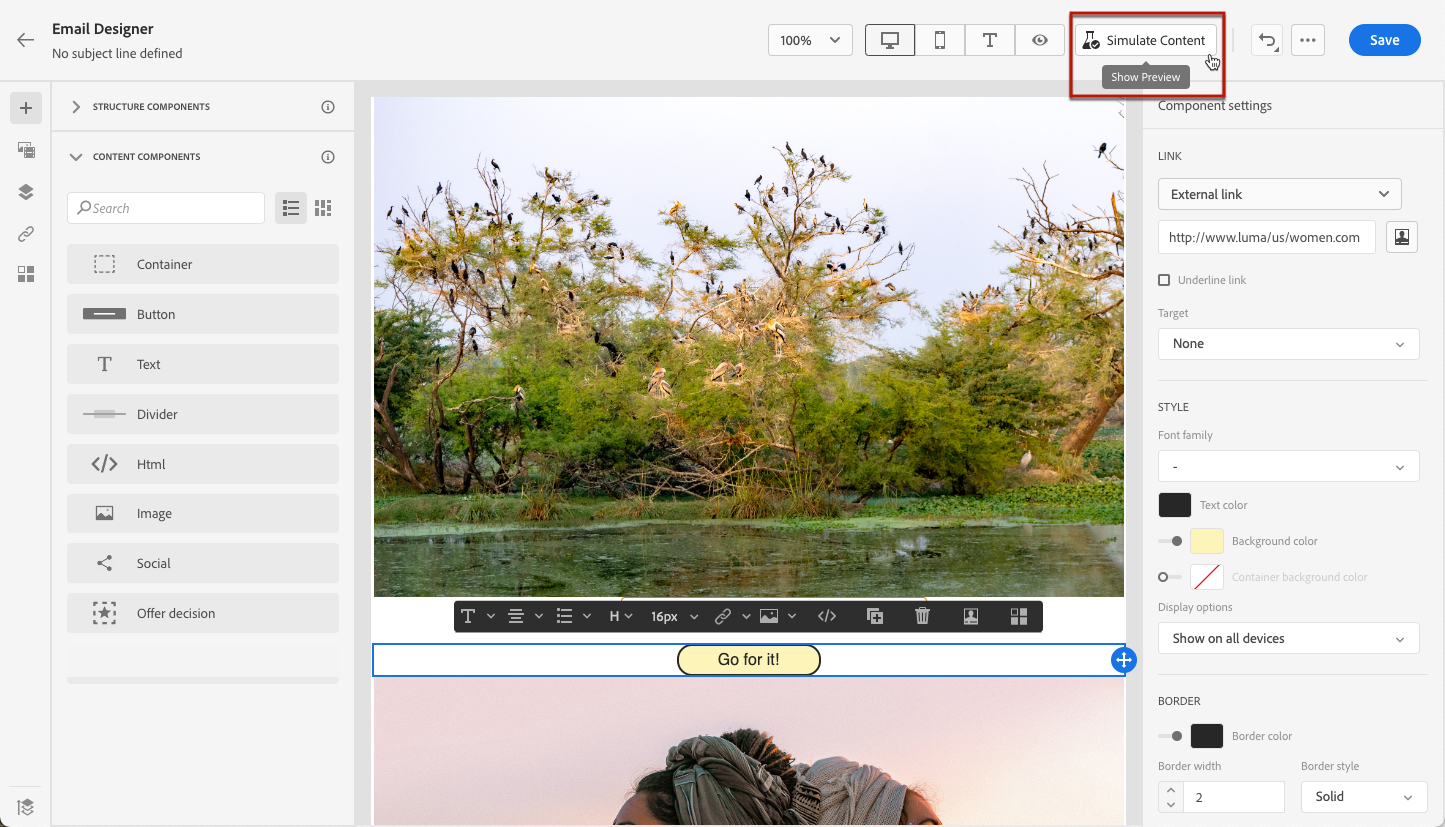 Email Designer
No subject line defined
100%
Simulate Content
Show Preview
Save
STRUCTURE COMPONENTS
CONTENT COMPONENTS
Search
Container
Button
Text
Divider
Html
Image
Social
Offer decision
H
16px
Go for it!
Component settings
LINK
External link
http://www.luma/us/women.com
Underline link
Target
None
STYLE
Font family
-
Text color
Background color
Container background color
Display options
Show on all devices
BORDER
Border color
Border width
Border style
2
Solid